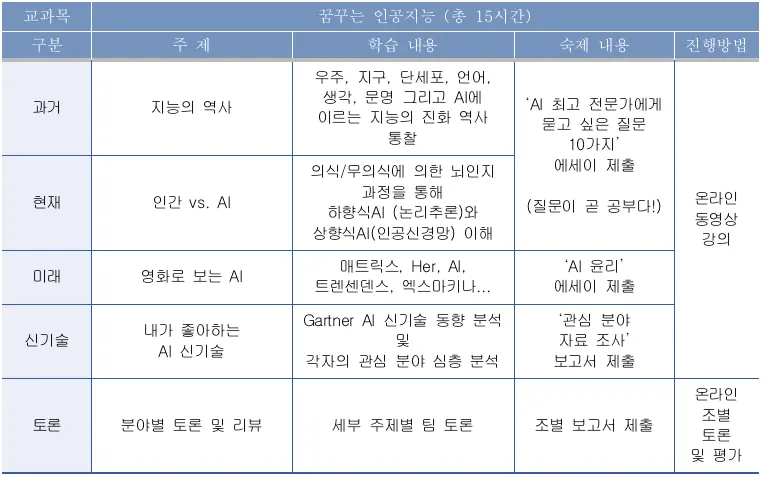 교과목 꿈꾸는 인공지능 (총 15시간)
구분 주 제 학습 내용 숙제 내용 진행방법
과거
지능의 역사
우주, 지구, 단세포, 언어,
생각, 문명 그리고 AI에
이르는 지능의 진화 역사
통찰
‘AI 최고 전문가에게
묻고 싶은 질문
10가지’
에세이 제출
(질문이 곧 공부다!)
온라인
동영상
강의
현재
인간 vs. AI
의식/무의식에 의한 뇌인지
과정을 통해
하향식AI (논리추론)와
상향식AI(인공신경망) 이해
미래
영화로 보는 AI
매트릭스, Her, AI,
트렌센덴스, 엑스마키나...
‘AI 윤리’
에세이 제출
신기술
내가 좋아하는
AI 신기술
Gartner AI 신기술 동향 분석
및
각자의 관심 분야 심층 분석
‘관심 분야
자료 조사’
보고서 제출
토론
분야별 토론 및 리뷰
세부 주제별 팀 토론
조별 보고서 제출
온라인
조별
토론
및 평가